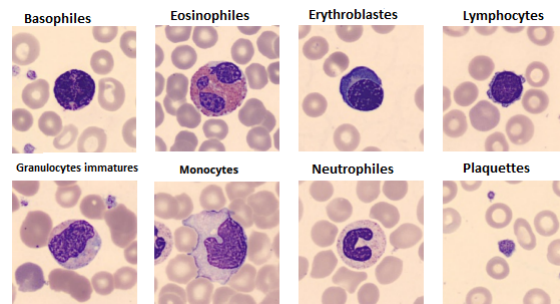 Basophiles
Eosinophiles
Erythroblastes
Lymphocytes
Granulocytes immatures
Monocytes
Neutrophiles
Plaquettes